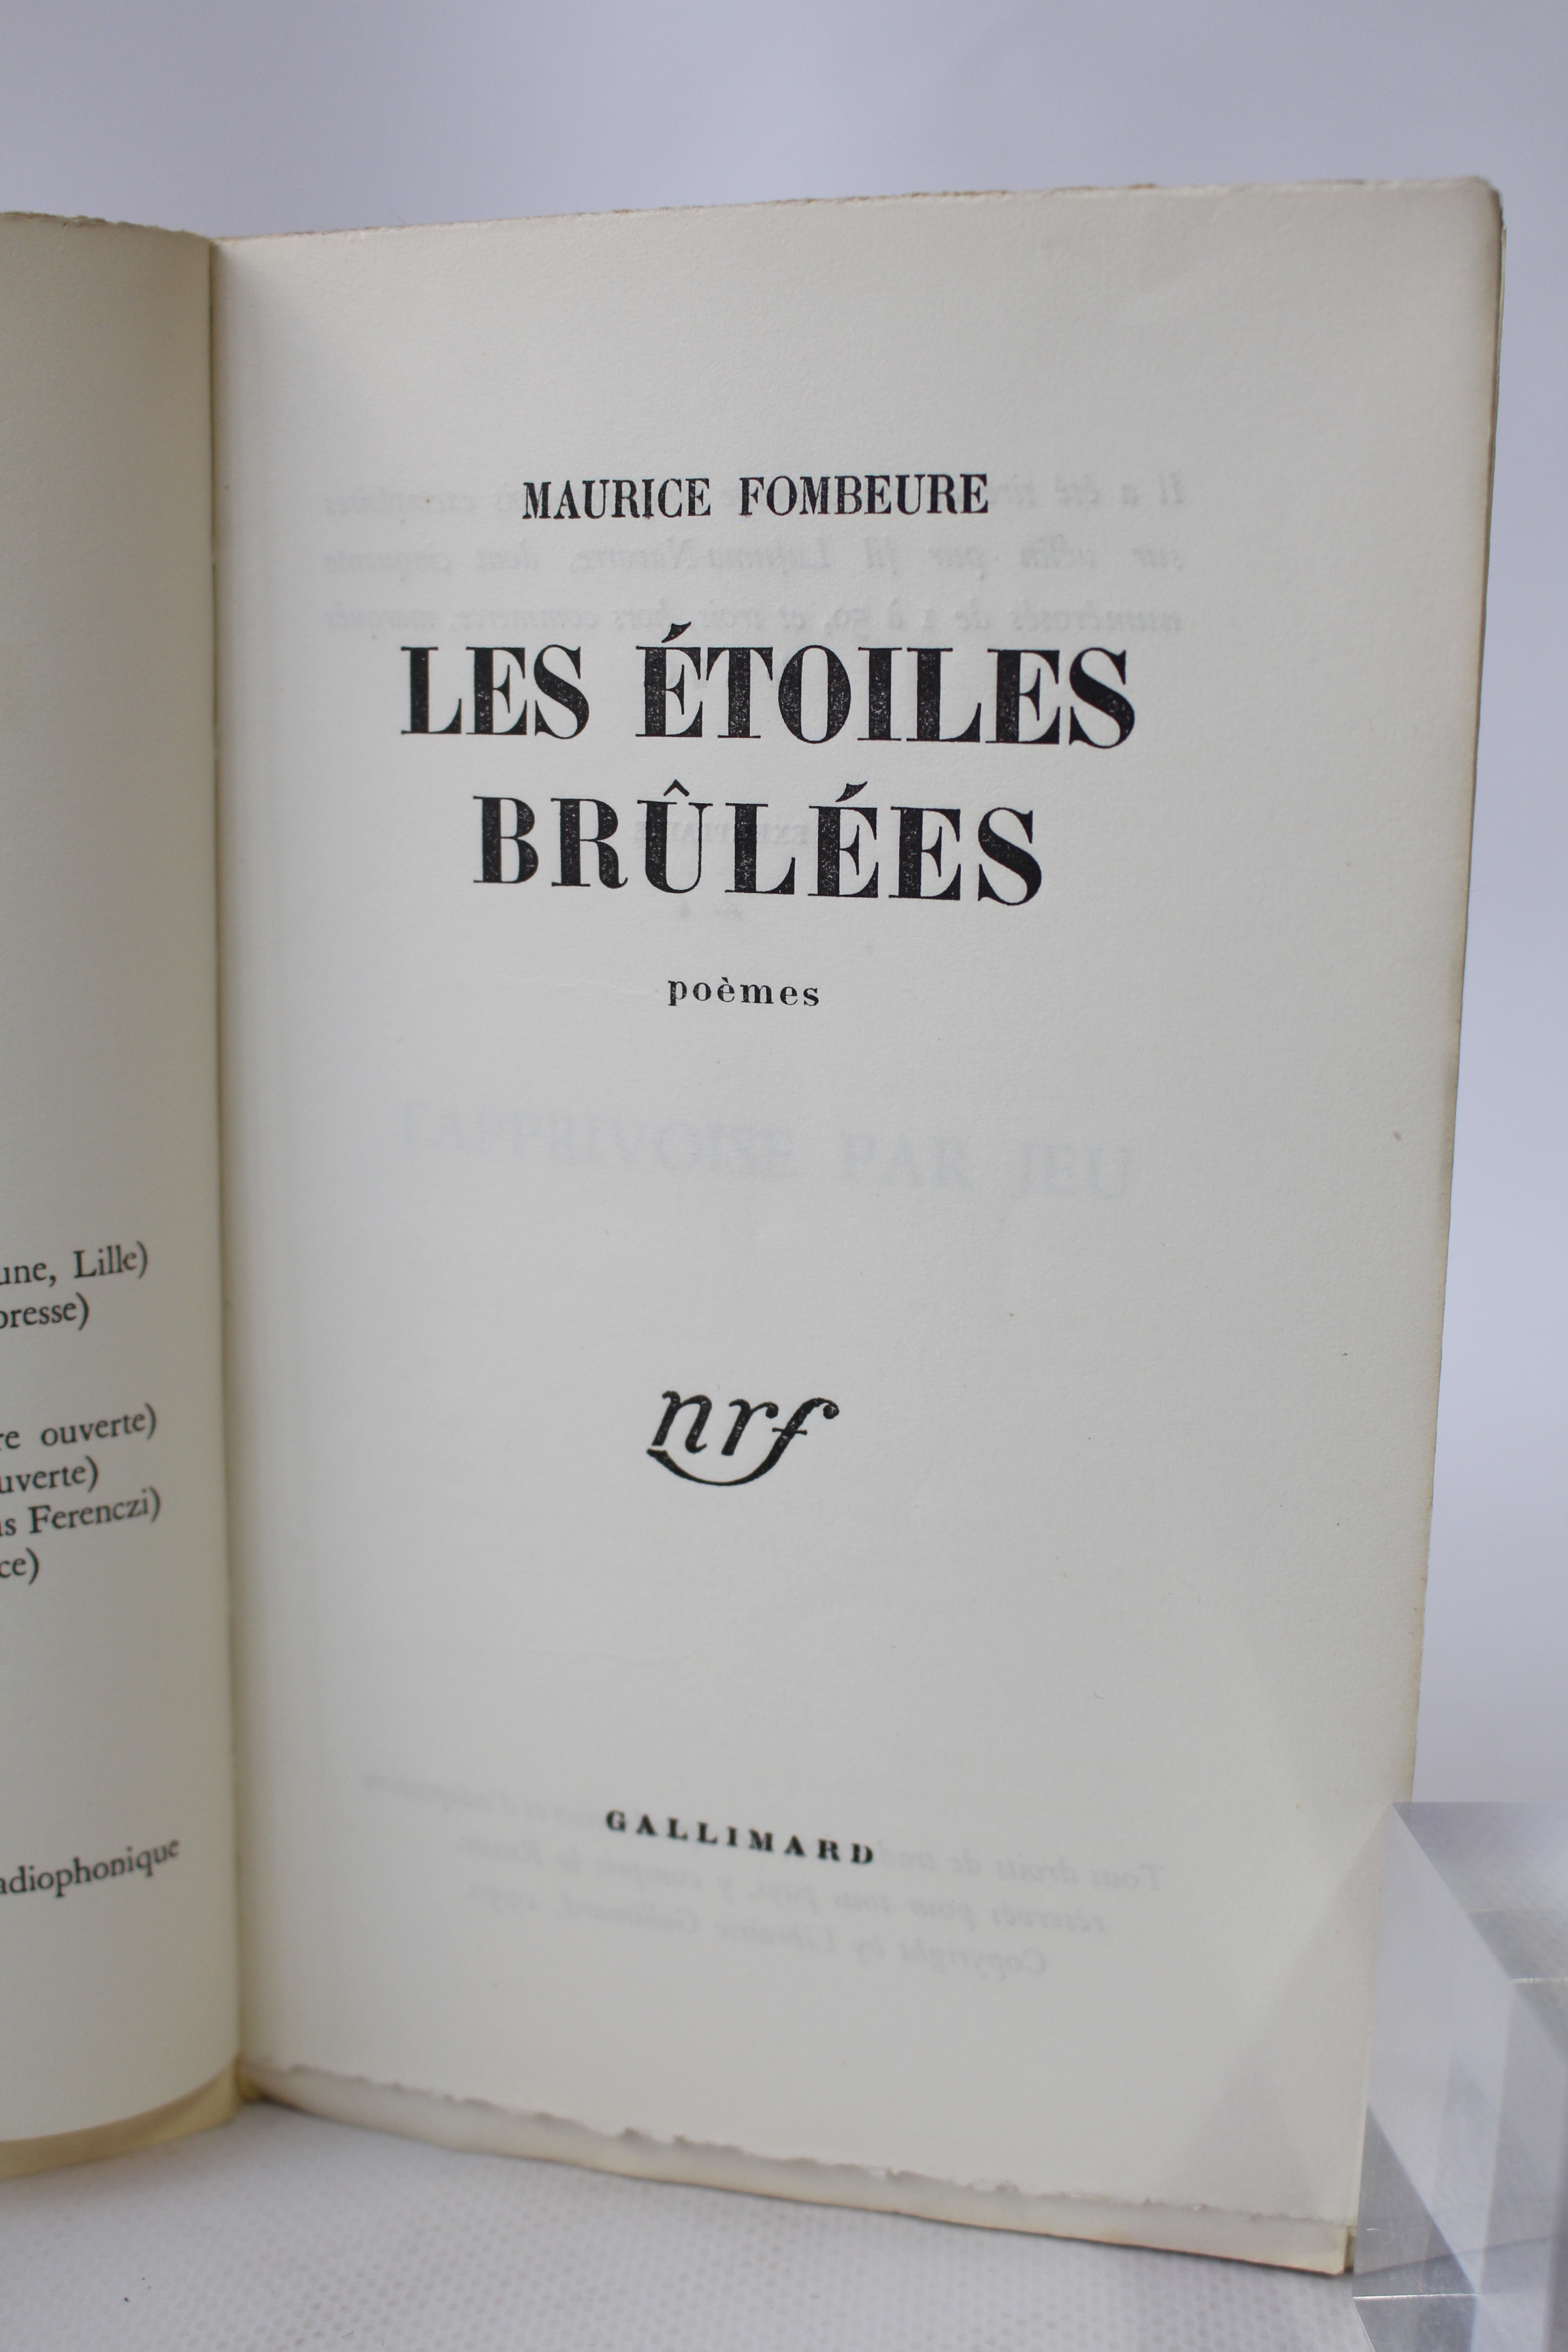 une, Lille)
presse)
re ouverte)
uverte)
s Ferenczi)
ce)
adiophonique
MAURICE FOMBEURE
LES ÉTOILES
BRÛLÉES
poèmes
nrf
GALLIMARD